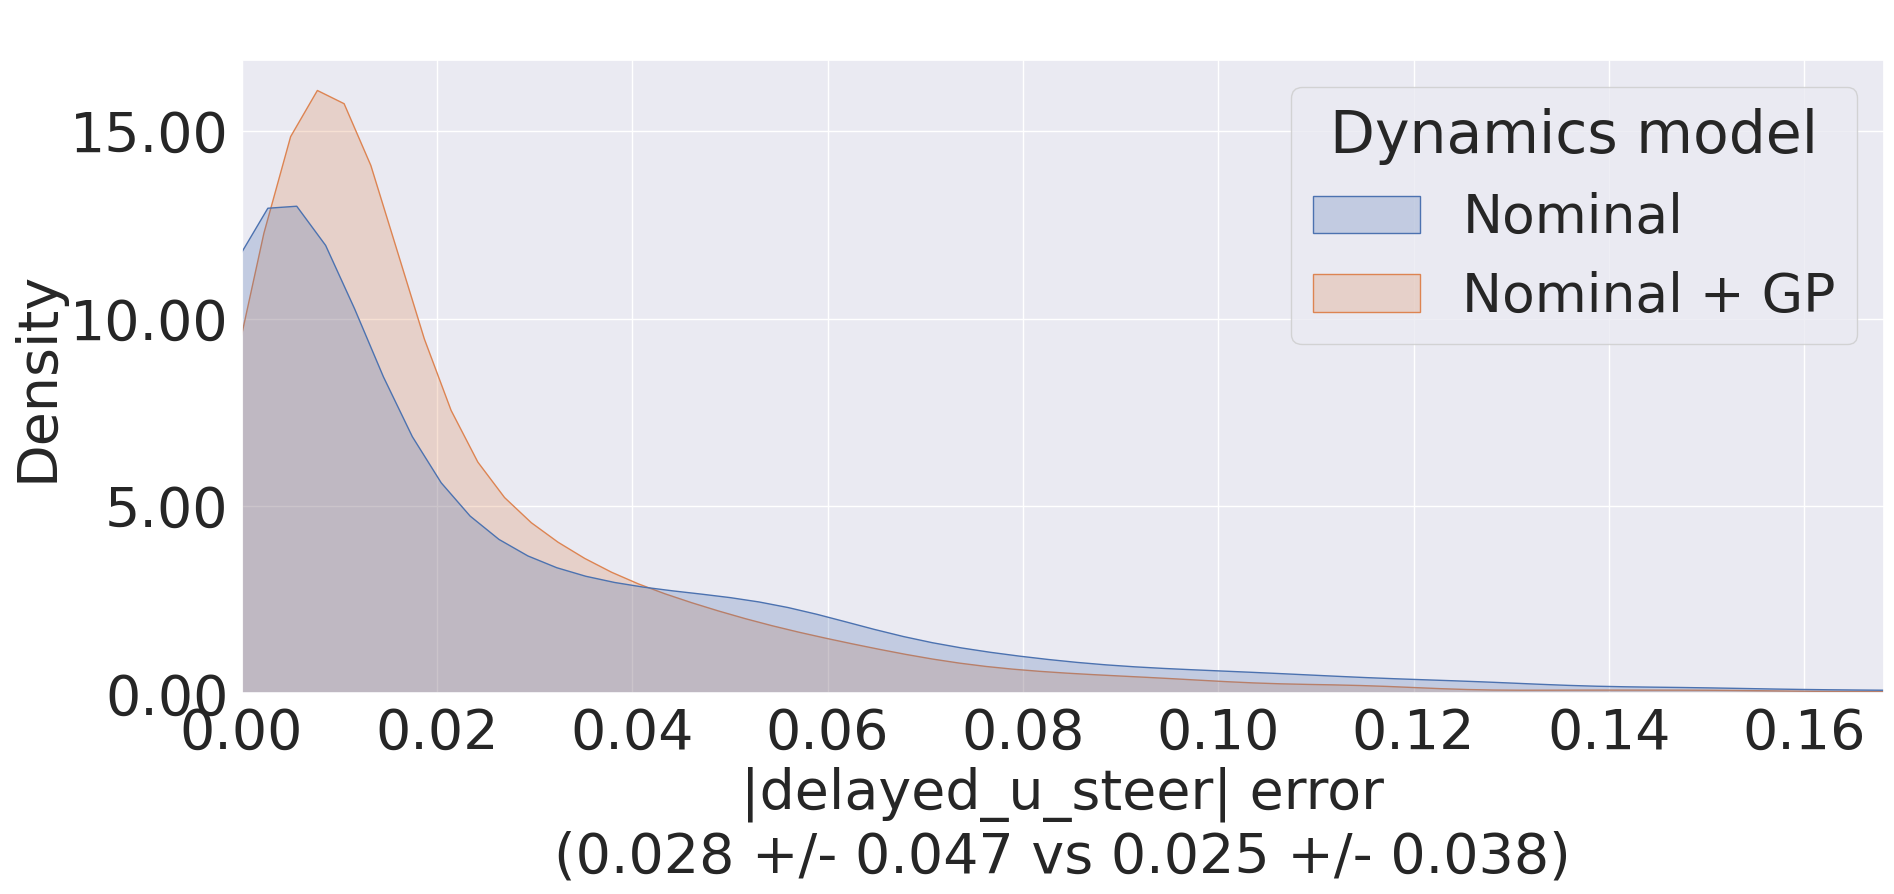 Dynamics model
Nominal
Nominal + GP
Density
15.00
10.00
5.00
0.00
0.00 0.02 0.04 0.06 0.08 0.10 0.12 0.14 0.16
|delayed_u_steer| error
(0.028 +/- 0.047 vs 0.025 +/- 0.038)